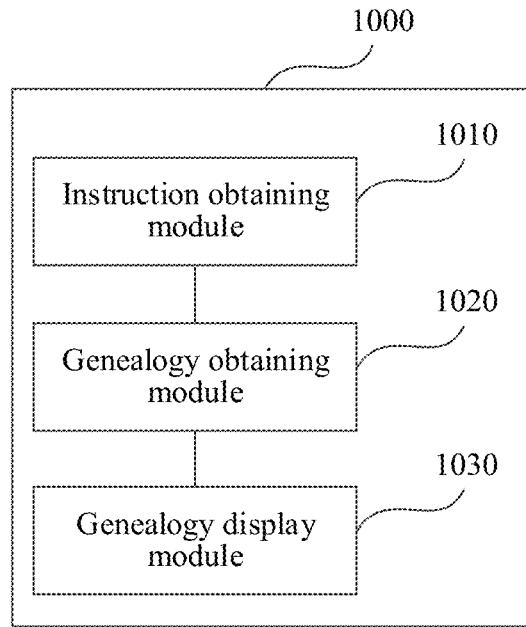 1000
1010
Instruction obtaining
module
1020
Genealogy obtaining
module
1030
Genealogy display
module